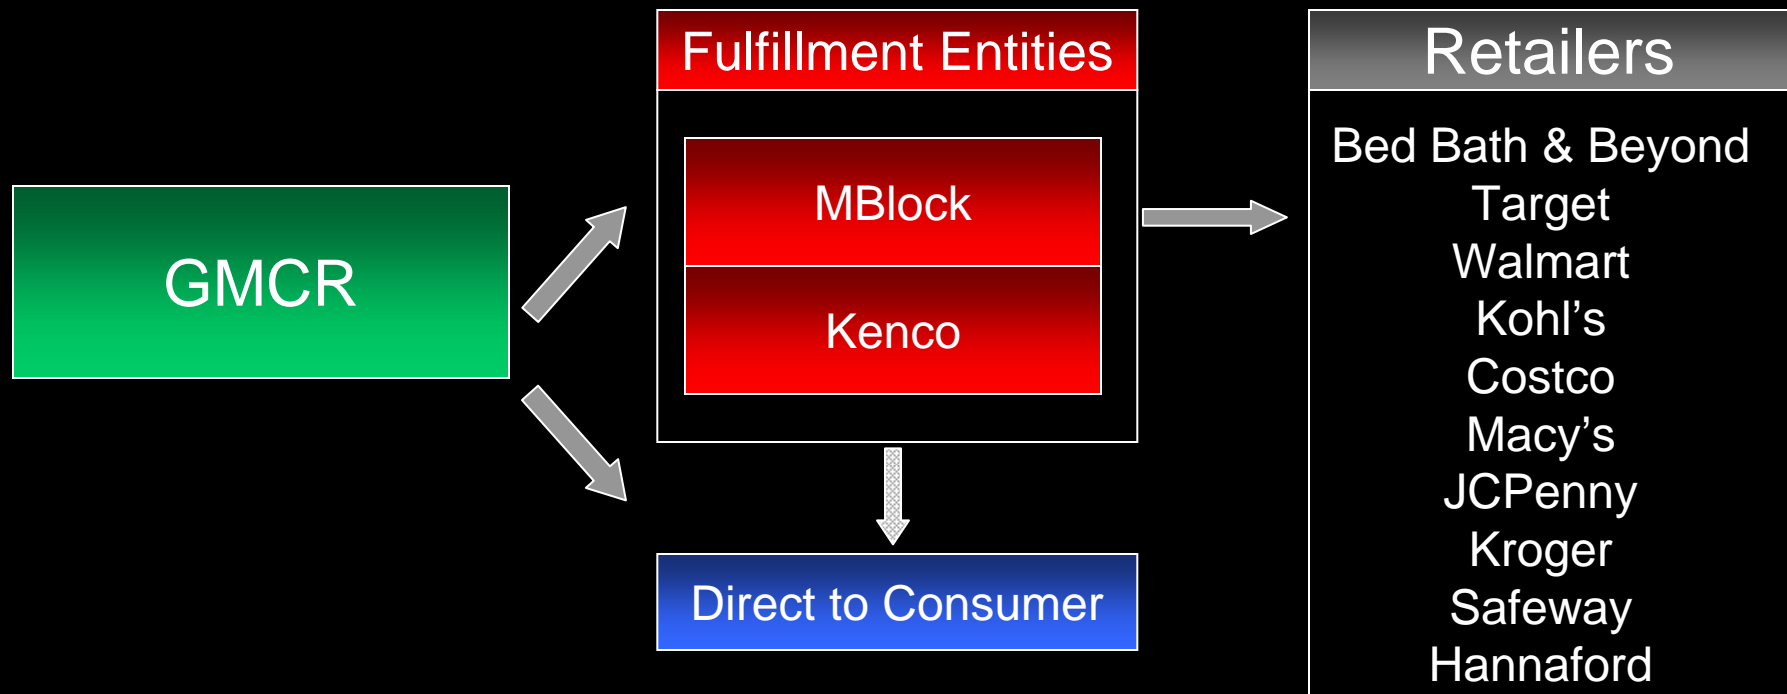 GMCR
Fulfillment Entities
MBlock
Kenco
Direct to Consumer
Retailers
Bed Bath & Beyond
Target
Walmart
Kohl’s
Costco
Macy’s
JCPenny
Kroger
Safeway
Hannaford